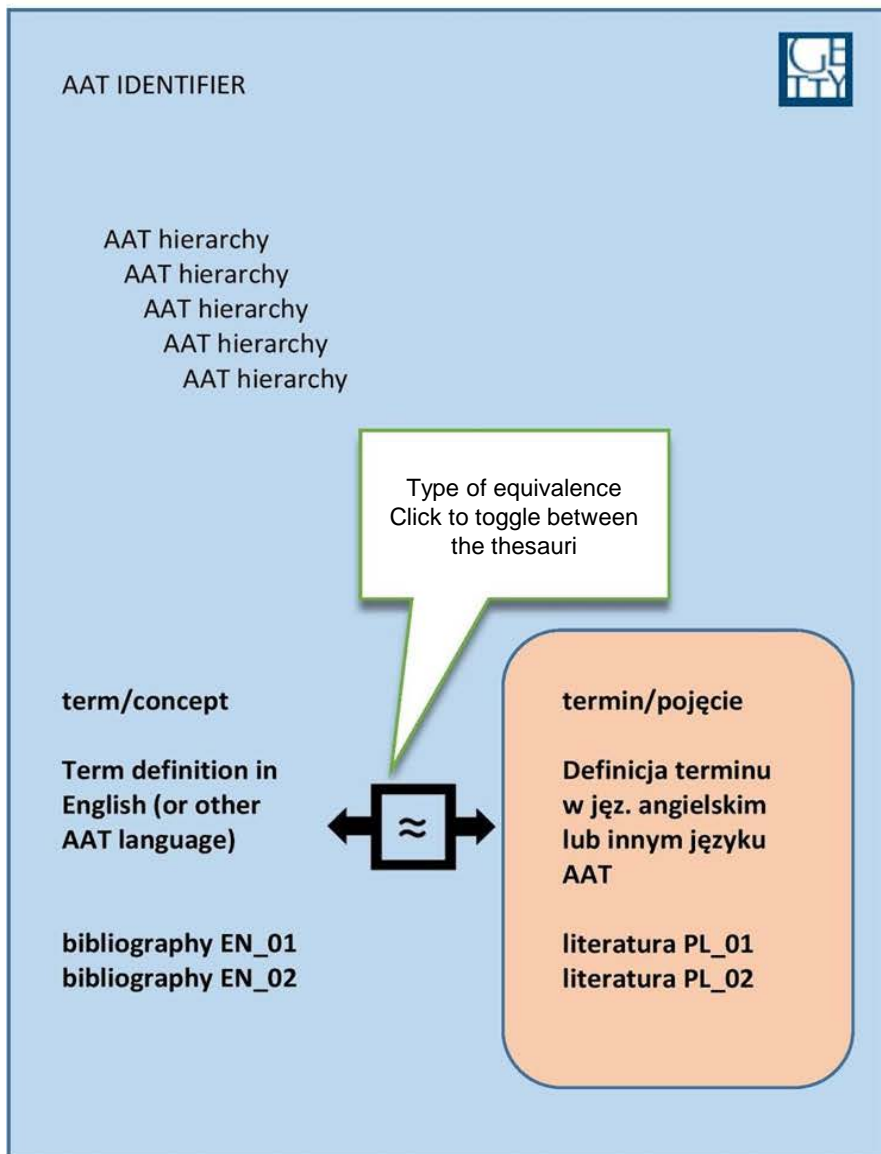 AAT IDENTIFIER
GE
TTY
AAT hierarchy
AAT hierarchy
AAT hierarchy
AAT hierarchy
AAT hierarchy
Type of equivalence
Click to toggle between
the thesauri
term/concept
Term definition in
English (or other
AAT language)
bibliography EN_01
bibliography EN_02
≈
termin/pojęcie
Definicja terminu
w jęz. angielskim
lub innym języku
AAT
literatura PL_01
literatura PL_02